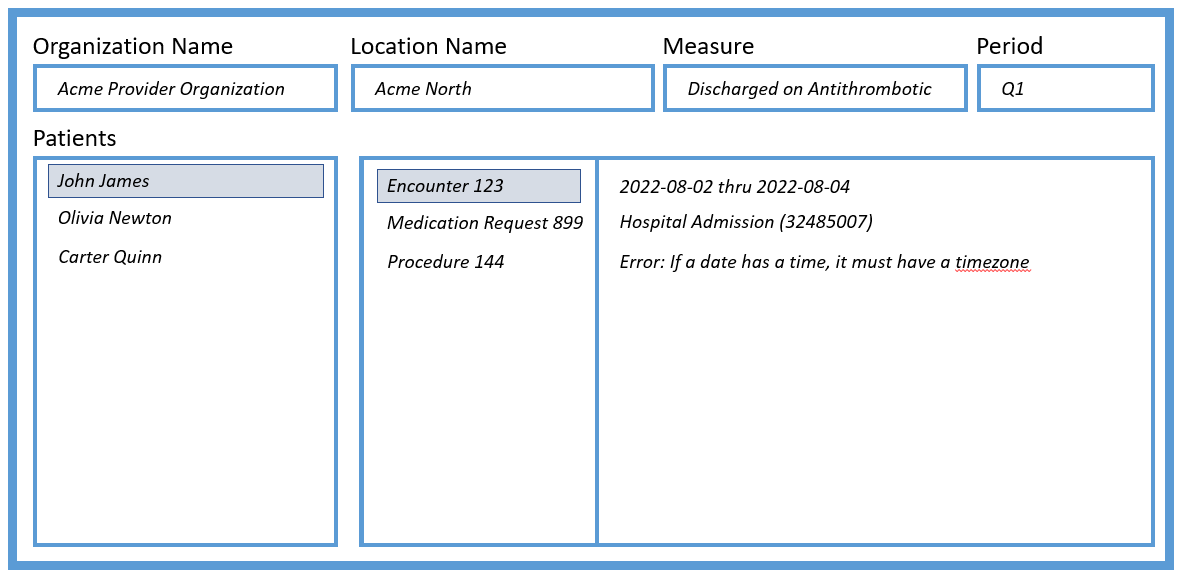 Organization Name
Location Name
Measure
Period
Acme Provider Organization
Acme North
Discharged on Antithrombotic
Q1
Patients
John James
Olivia Newton
Carter Quinn
Encounter 123
Medication Request 899
Procedure 144
2022-08-02 thru 2022-08-04
Hospital Admission (32485007)
Error: If a date has a time, it must have a timezone